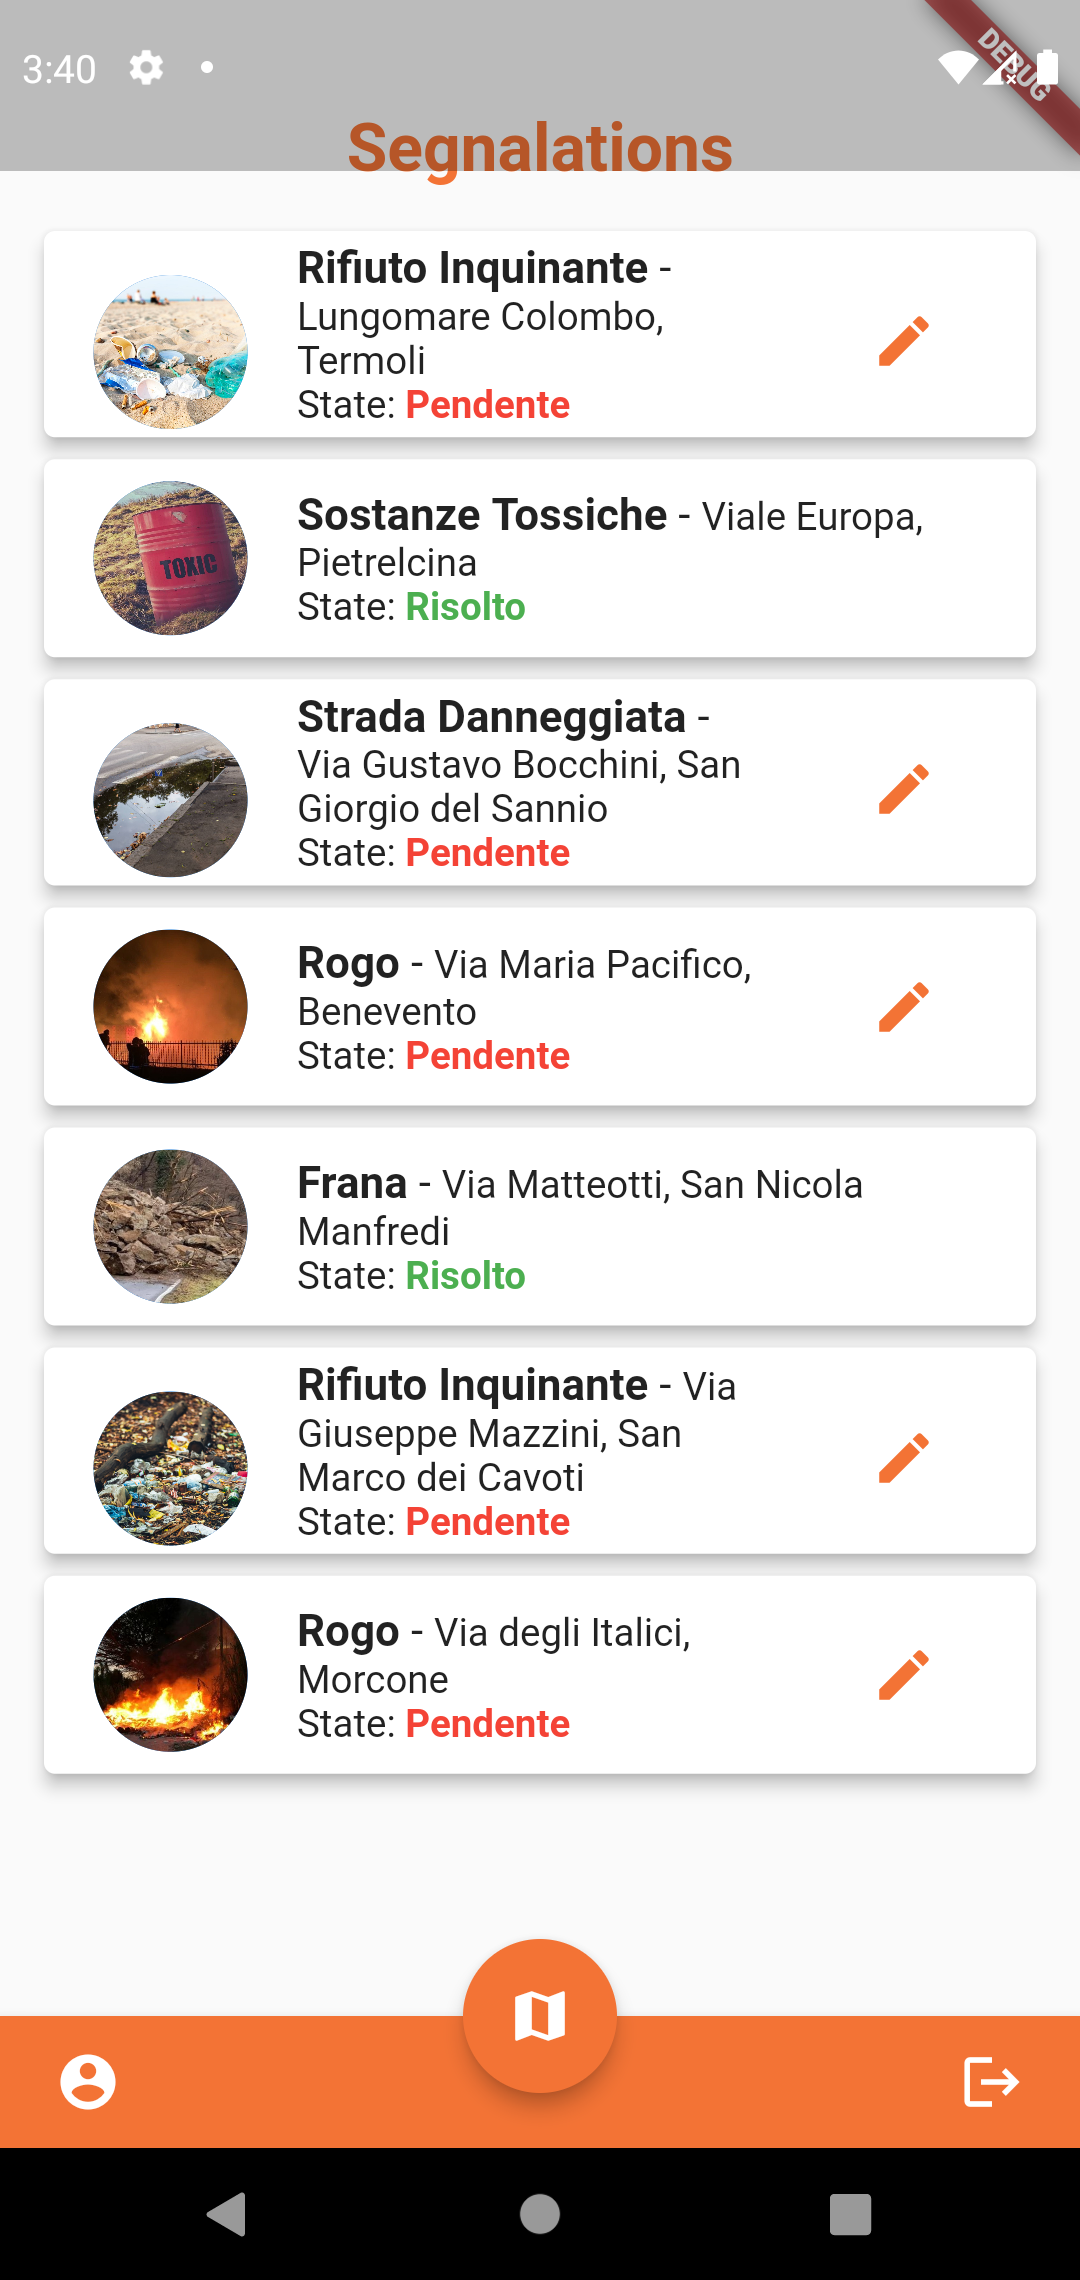 3:40
DEBUG
Segnalations
Rifiuto Inquinante -
Lungomare Colombo,
Termoli
State: Pendente
TOXIC
Sostanze Tossiche - Viale Europa,
Pietrelcina
State: Risolto
Strada Danneggiata -
Via Gustavo Bocchini, San
Giorgio del Sannio
State: Pendente
Rogo - Via Maria Pacifico,
Benevento
State: Pendente
Frana - Via Matteotti, San Nicola
Manfredi
State: Risolto
Rifiuto Inquinante - Via
Giuseppe Mazzini, San
Marco dei Cavoti
State: Pendente
Rogo - Via degli Italici,
Morcone
State: Pendente